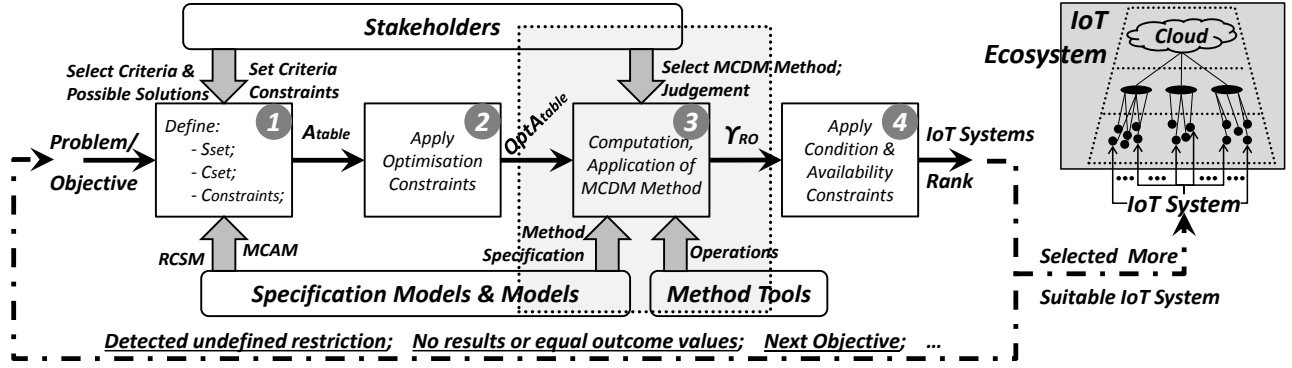 Stakeholders
Select Criteria &
Possible Solutions
Set Criteria
Constraints
Select MCDM Method;
Judgement
Problem/
Objective
1
Define:
- Sset;
- Cset;
- Constraints;
Atable
2
Apply
Optimisation
Constraints
OptAtable
3
Computation,
Application of
MCDM Method
ϒRO
4
Apply
Condition &
Availability
Constraints
IoT Systems
Rank
RCSM
MCAM
Method
Specification
Operations
Specification Models & Models
Method Tools
Detected undefined restriction; No results or equal outcome values; Next Objective; ...
IoT
Ecosystem
Cloud
IoT System
Selected More
Suitable IoT System